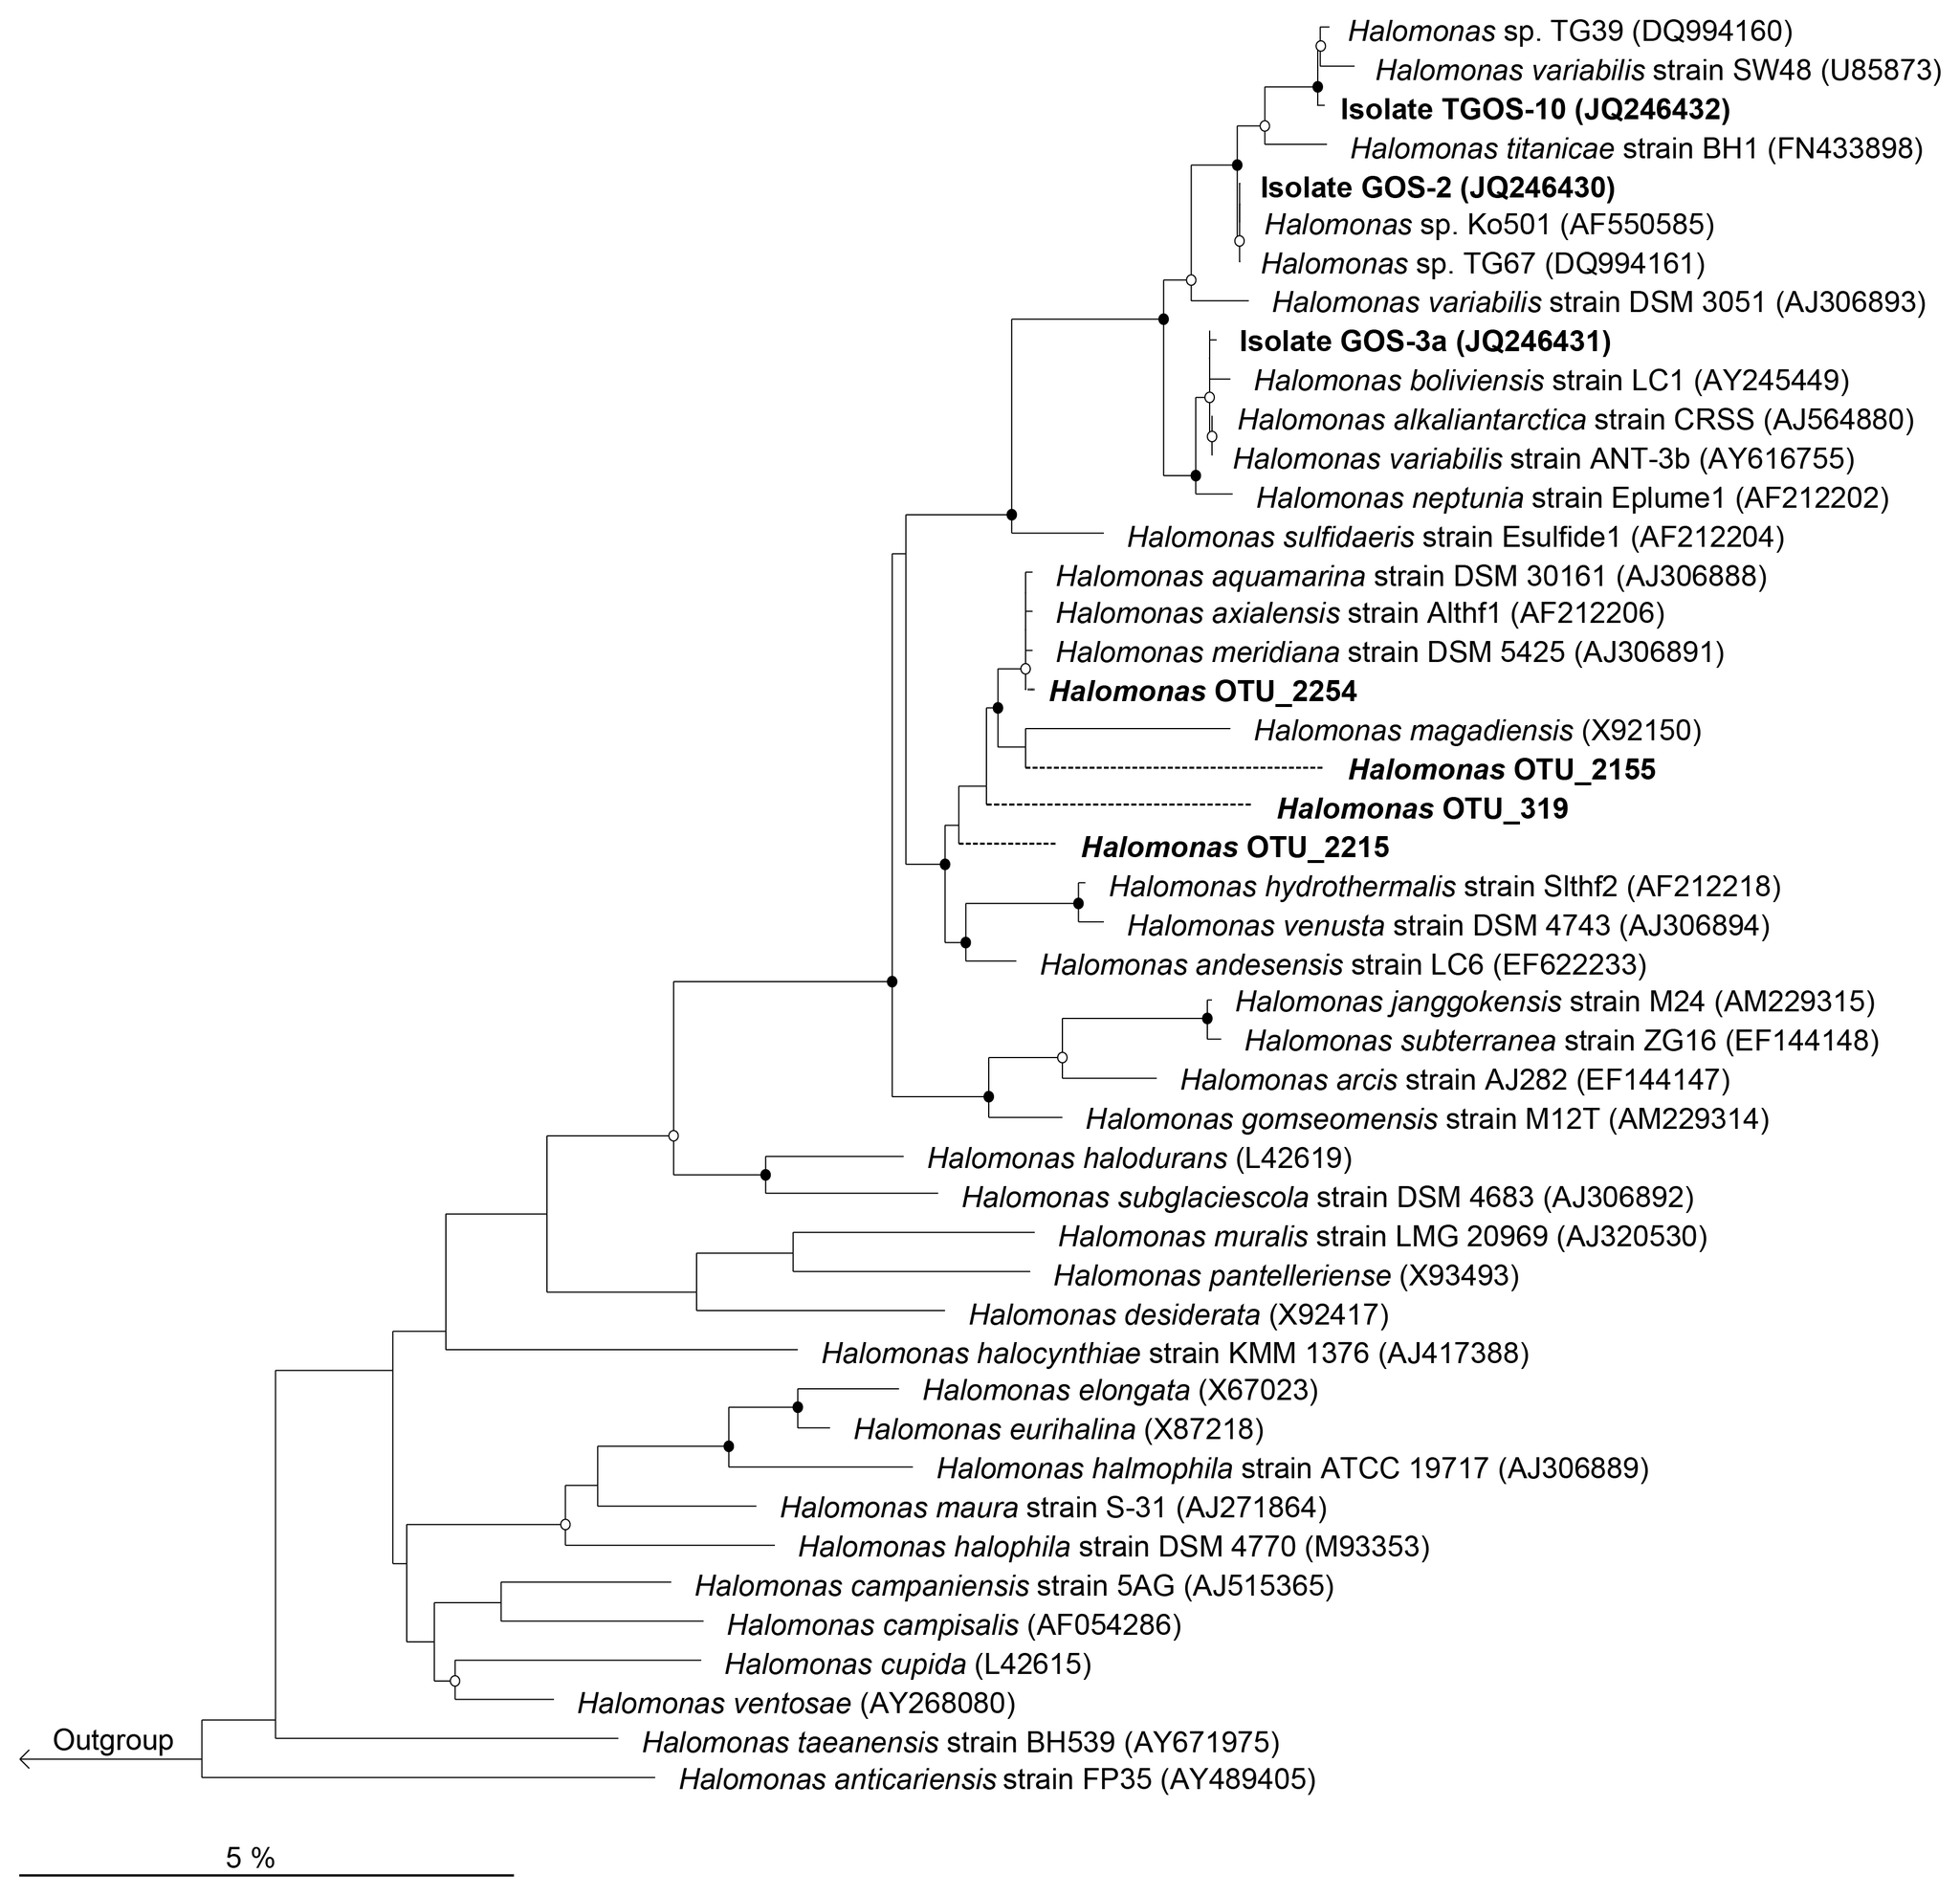 Halomonas sp. TG39 (DQ994160)
Halomonas variabilis strain SW48 (U85873)
Isolate TGOS-10 (JQ246432)
Halomonas titanicae strain BH1 (FN433898)
Isolate GOS-2 (JQ246430)
Halomonas sp. Ko501 (AF550585)
Halomonas sp. TG67 (DQ994161)
Halomonas variabilis strain DSM 3051 (AJ306893)
Isolate GOS-3a (JQ246431)
Halomonas boliviensis strain LC1 (AY245449)
Halomonas alkaliantarctica strain CRSS (AJ564880)
Halomonas variabilis strain ANT-3b (AY616755)
Halomonas neptunia strain Eplume1 (AF212202)
Halomonas sulfidaeris strain Esulfide1 (AF212204)
Halomonas aquamarina strain DSM 30161 (AJ306888)
Halomonas axialensis strain Althf1 (AF212206)
Halomonas meridiana strain DSM 5425 (AJ306891)
Halomonas OTU_2254
Halomonas magadiensis (X92150)
Halomonas OTU_2155
Halomonas OTU_319
Halomonas OTU_2215
Halomonas hydrothermalis strain Slthf2 (AF212218)
Halomonas venusta strain DSM 4743 (AJ306894)
Halomonas andesensis strain LC6 (EF622233)
Halomonas janggokensis strain M24 (AM229315)
Halomonas subterranea strain ZG16 (EF144148)
Halomonas arcis strain AJ282 (EF144147)
Halomonas gomseomensis strain M12T (AM229314)
Halomonas halodurans (L42619)
Halomonas subglaciescola strain DSM 4683 (AJ306892)
Halomonas muralis strain LMG 20969 (AJ320530)
Halomonas pantelleriense (X93493)
Halomonas desiderata (X92417)
Halomonas halocynthiae strain KMM 1376 (AJ417388)
Halomonas elongata (X67023)
Halomonas eurihalina (X87218)
Halomonas halmophila strain ATCC 19717 (AJ306889)
Halomonas maura strain S-31 (AJ271864)
Halomonas halophila strain DSM 4770 (M93353)
Halomonas campaniensis strain 5AG (AJ515365)
Halomonas campisalis (AF054286)
Halomonas cupida (L42615)
Halomonas ventosae (AY268080)
Outgroup
Halomonas taeanensis strain BH539 (AY671975)
Halomonas anticariensis strain FP35 (AY489405)
5 %